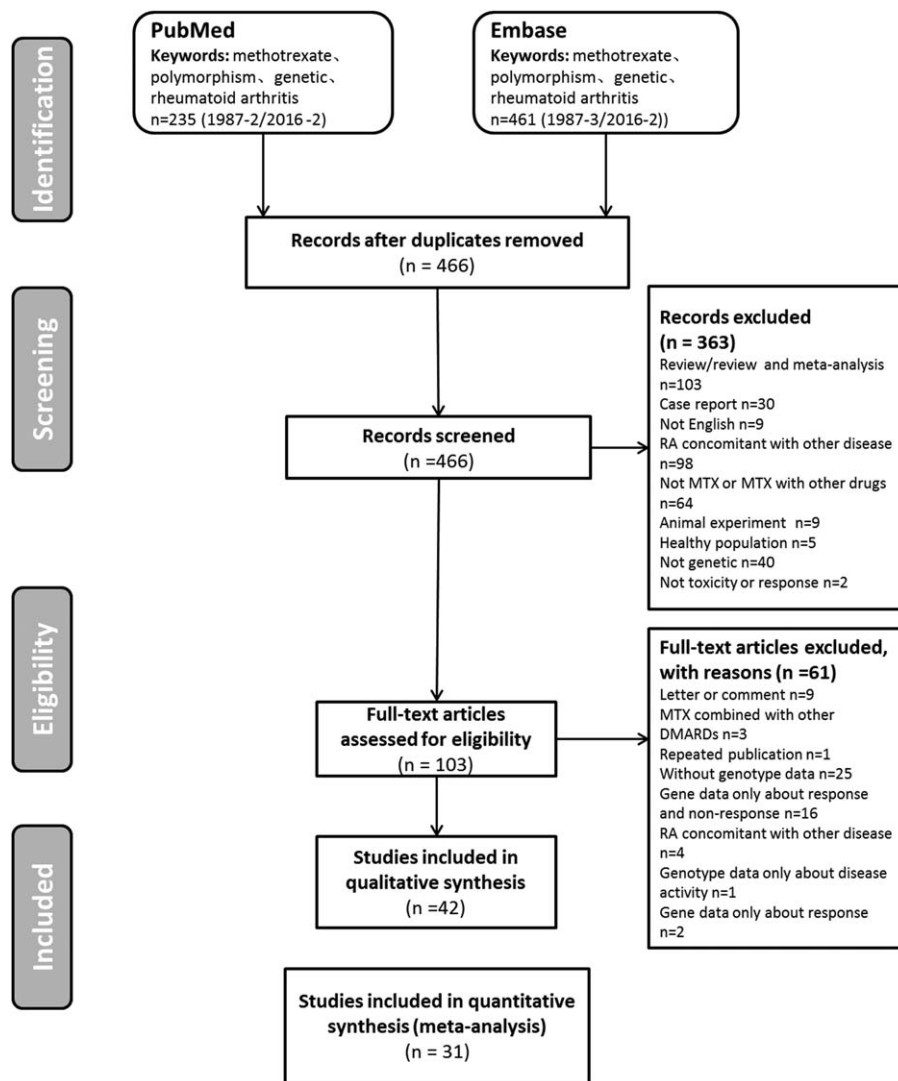 Identification
PubMed
Keywords: methotrexate、
polymorphism、genetic、
rheumatoid arthritis
n=235 (1987-2/2016 -2)
Embase
Keywords: methotrexate、
polymorphism、genetic、
rheumatoid arthritis
n=461 (1987-3/2016-2))
Records after duplicates removed
(n = 466)
Screening
Records screened
(n =466)
Records excluded
(n = 363)
Review/review and meta-analysis
n=103
Case report n=30
Not English n=9
RA concomitant with other disease
n=98
Not MTX or MTX with other drugs
n=64
Animal experiment n=9
Healthy population n=5
Not genetic n=40
Not toxicity or response n=2
Eligibility
Full-text articles
assessed for eligibility
(n = 103)
Full-text articles excluded,
with reasons (n =61)
Letter or comment n=9
MTX combined with other
DMARDs n=3
Repeated publication n=1
Without genotype data n=25
Gene data only about response
and non-response n=16
RA concomitant with other disease
n=4
Genotype data only about disease
activity n=1
Gene data only about response
n=2
Included
Studies included in
qualitative synthesis
(n =42)
Studies included in quantitative
synthesis (meta-analysis)
(n = 31)